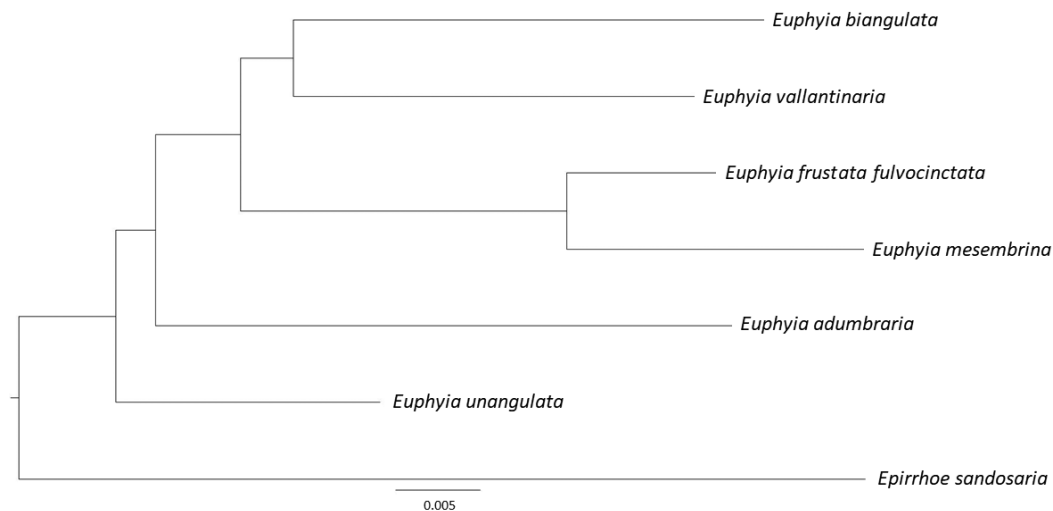 Euphyia biangulata
Euphyia vallantinaria
Euphyia frustata fulvocinctata
Euphyia mesembrina
Euphyia adumbraria
Euphyia unangulata
Epirrhoe sandosaria
0.005